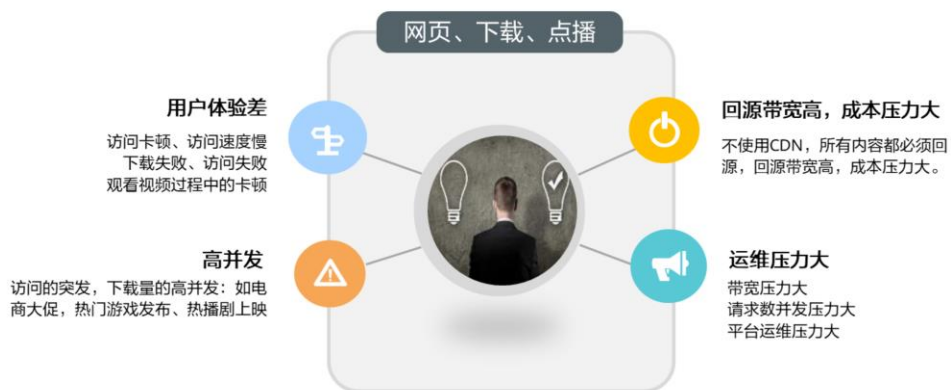 网页、下载、点播
用户体验差
访问卡顿、访问速度慢
下载失败、访问失败
观看视频过程中的卡顿
回源带宽高，成本压力大
不使用CDN，所有内容都必须回
源，回源带宽高，成本压力大。
高并发
访问的突发，下载量的高并发：如电
商大促，热门游戏发布、热播剧上映
运维压力大
带宽压力大
请求数并发压力大
平台运维压力大